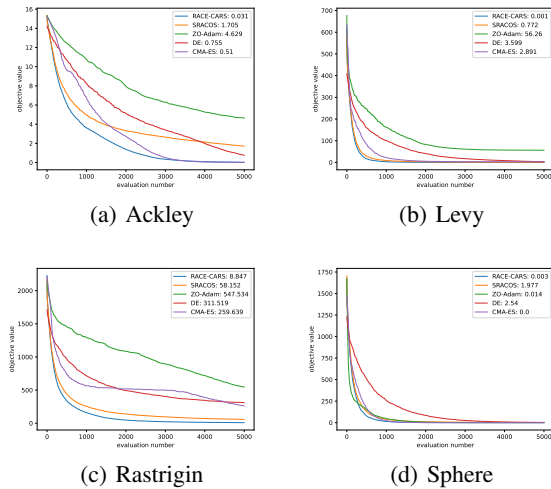 16
14
12
10
8
6
4
2
0
objective value
0 1000 2000 3000 4000 5000
evaluation number
RACE-CARS: 0.031
SRACOS: 1.705
ZO-Adam: 4.629
DE: 0.755
CMA-ES: 0.51
(a) Ackley
700
600
500
400
300
200
100
0
objective value
0 1000 2000 3000 4000 5000
evaluation number
RACE-CARS: 0.001
SRACOS: 0.772
ZO-Adam: 56.26
DE: 3.599
CMA-ES: 2.891
(b) Levy
2000
1500
1000
500
0
objective value
0 1000 2000 3000 4000 5000
evaluation number
RACE-CARS: 8.847
SRACOS: 58.152
ZO-Adam: 547.534
DE: 311.519
CMA-ES: 259.639
(c) Rastrigin
1750
1500
1250
1000
750
500
250
0
objective value
0 1000 2000 3000 4000 5000
evaluation number
RACE-CARS: 0.003
SRACOS: 1.977
ZO-Adam: 0.014
DE: 2.54
CMA-ES: 0.0
(d) Sphere